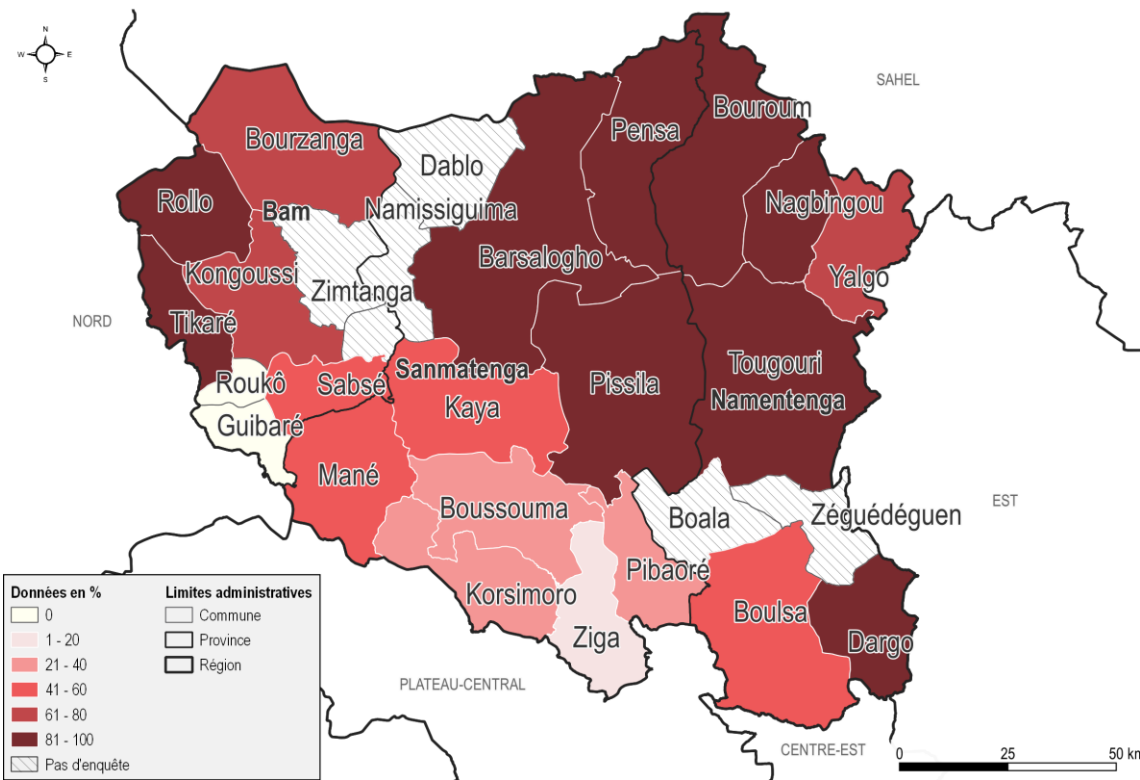 N
W E
S
SAHEL
Bouroum
Pensa
Bourzanga
Dablo
Rollo
Nagbingou
Bam
Namissiguima
Barsalogho
Kongoussi
Yalgo
Zimtanga
NORD
Tikaré
Tougouri
Sanmatenga
Roukô
Sabsé
Pissila
Namentenga
Kaya
Guibaré
Mané
EST
Boussouma
Boala
Zéguédéguen
Pibaoré
Korsimoro
Boulsa
Ziga
Dargo
PLATEAU-CENTRAL
CENTRE-EST
Données en %
0
1 - 20
21 - 40
41 - 60
61 - 80
81 - 100
Pas d'enquête
Limites administratives
Commune
Province
Région
0 25 50 km